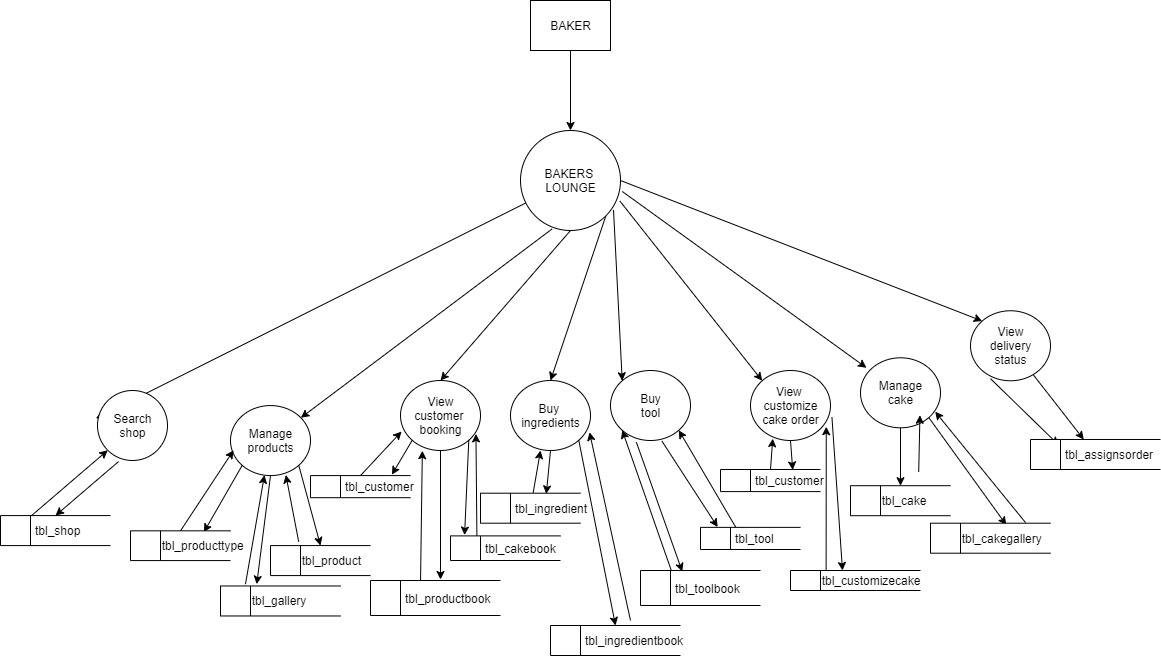 BAKER
BAKERS
LOUNGE
Search
shop
Manage
products
View
customer
booking
Buy
ingredients
Buy
tool
View
customize
cake order
Manage
cake
View
delivery
status
tbl_shop
tbl_producttype
tbl_gallery
tbl_product
tbl_customer
tbl_productbook
tbl_cakebook
tbl_ingredient
tbl_ingredientbook
tbl_toolbook
tbl_tool
tbl_customer
tbl_customizecake
tbl_cake
tbl_cakegallery
tbl_assignsorder